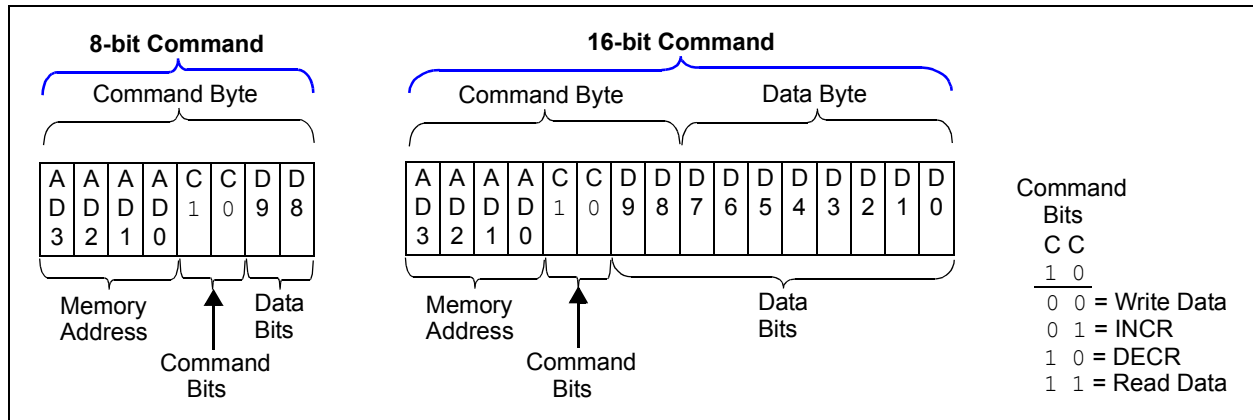 8-bit Command
16-bit Command
Command Byte
Command Byte
Data Byte
A A A A C C D D
D D D D 1 0 9 8
3 2 1 0
A A A A C C D D D D D D D D D D
D D D D 1 0 9 8 7 6 5 4 3 2 1 0
3 2 1 0
Memory
Address
Data
Bits
Command
Bits
Memory
Address
Data
Bits
Command
Bits
Command
Bits
C C
1 0
0 0 = Write Data
0 1 = INCR
1 0 = DECR
1 1 = Read Data